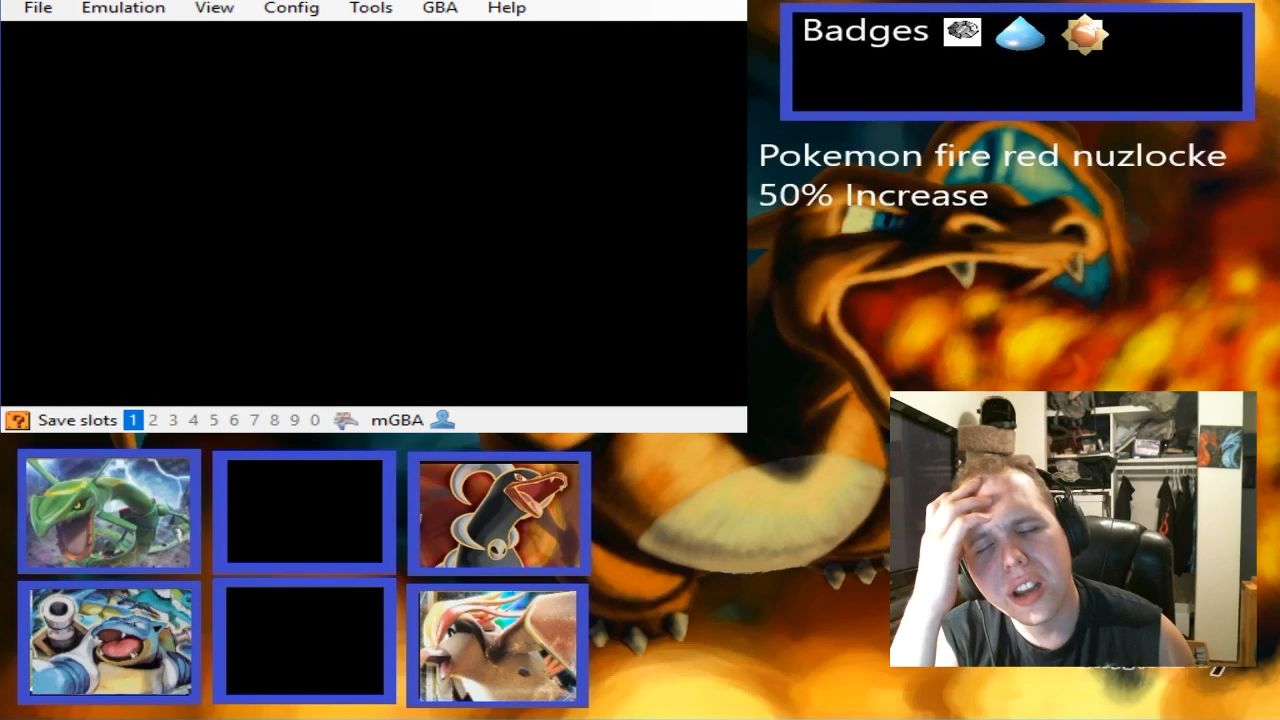 File Emulation View Config Tools GBA Help
Badges
Pokemon fire red nuzlocke
50% Increase
Save slots 1 2 3 4 5 6 7 8 9 0 mGBA